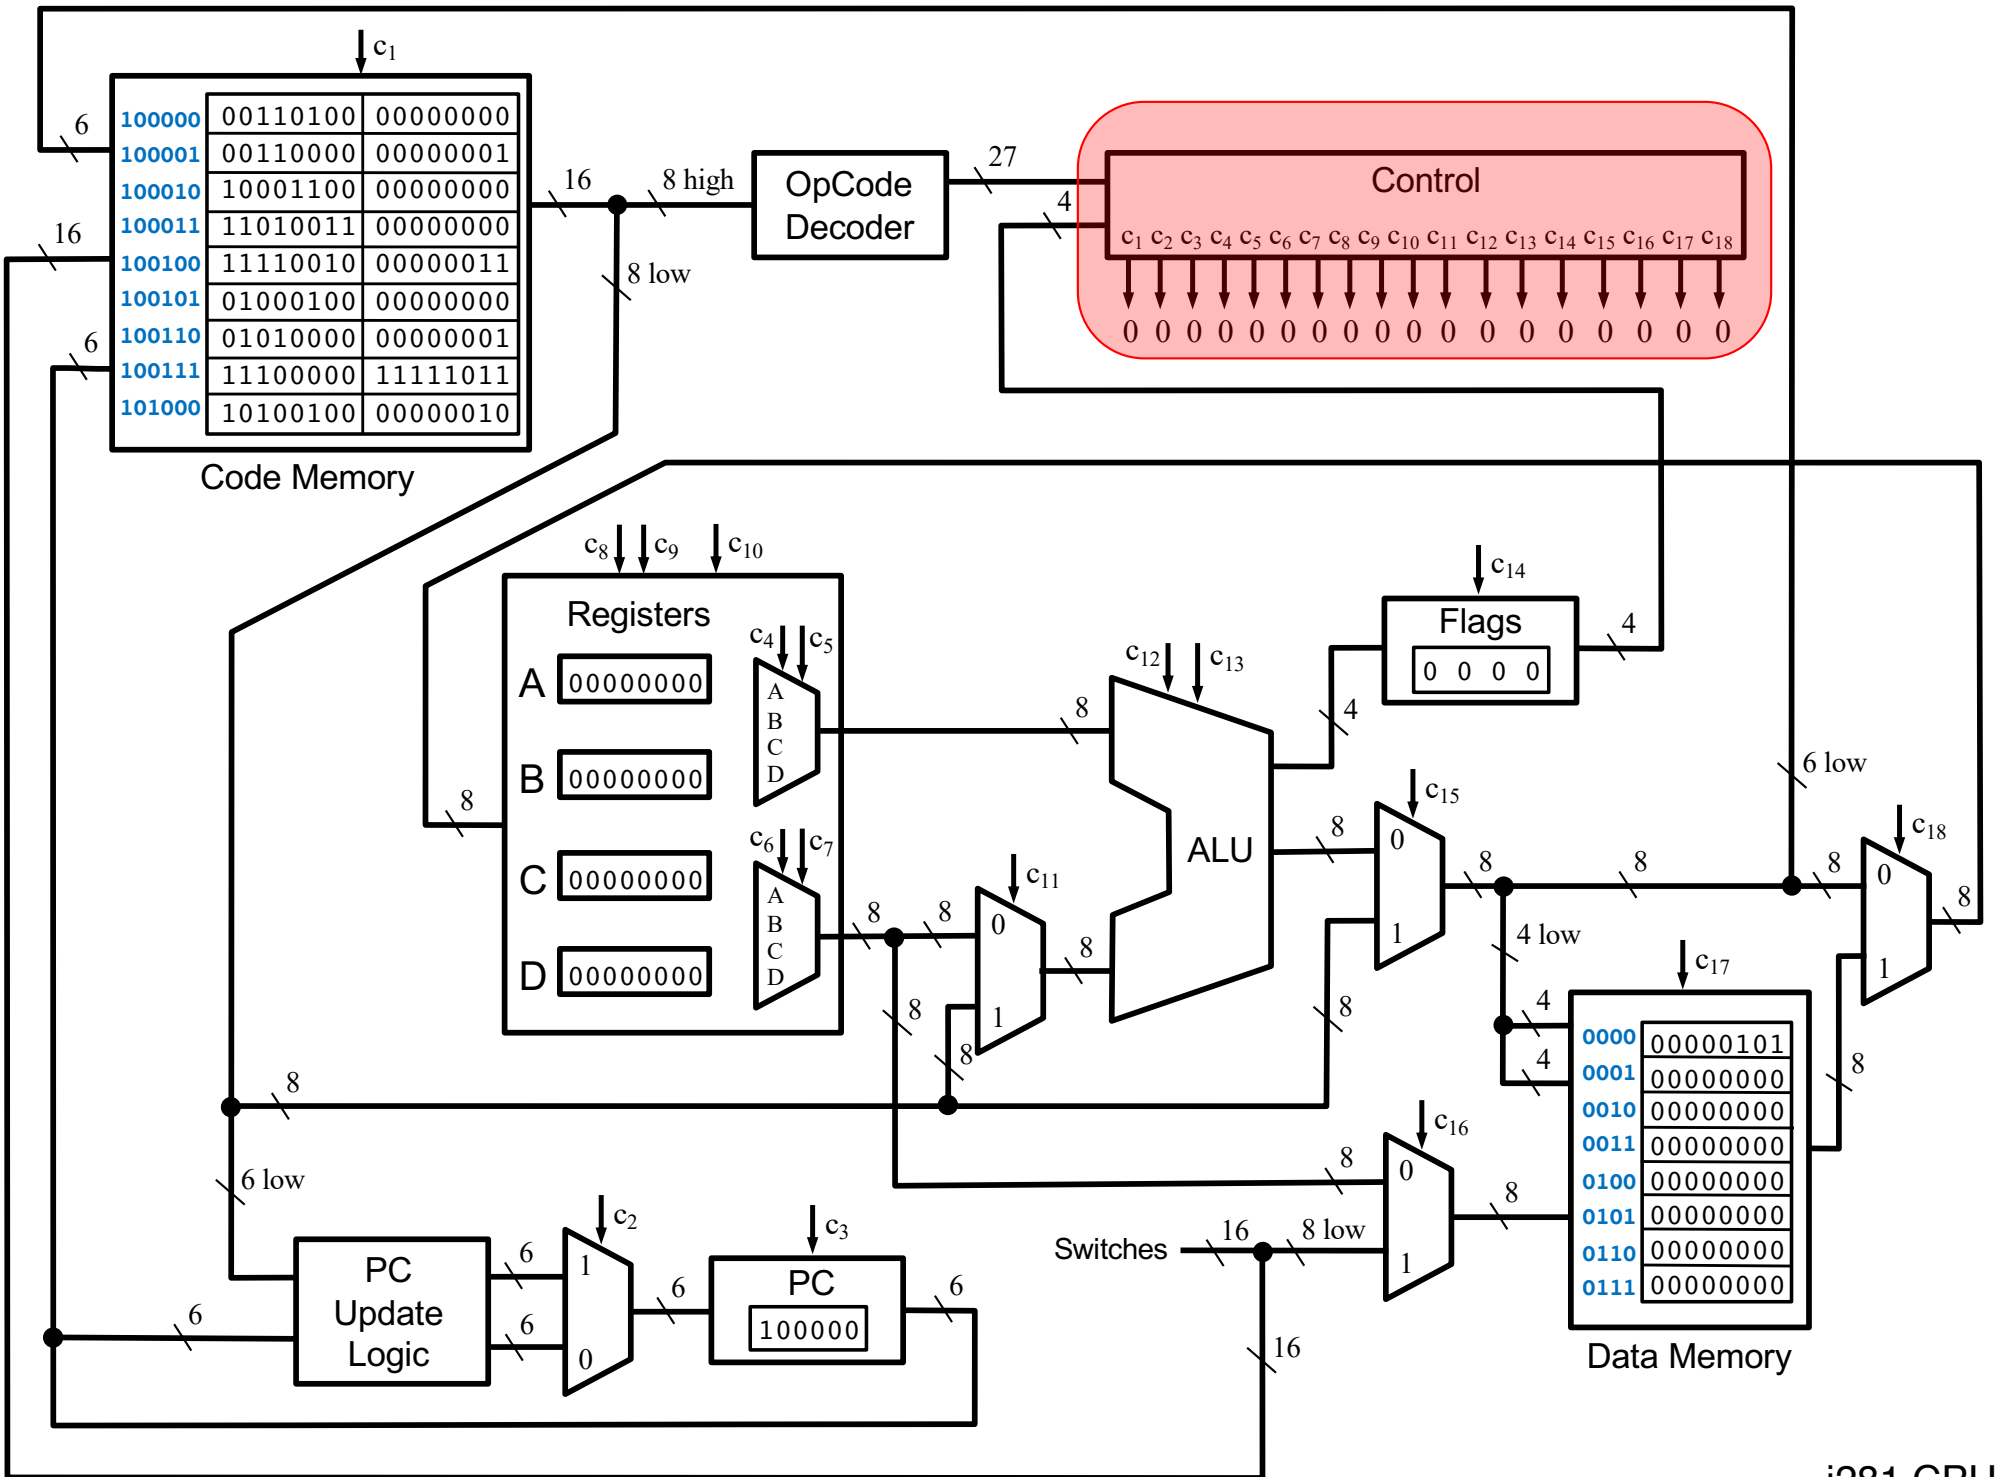 c1
6
100000 00110100 00000000
100001 00110000 00000001
100010 10001100 00000000
100011 11010011 00000000
100100 11110010 00000011
100101 01000100 00000000
100110 01010000 00000001
100111 11100000 11111011
101000 10100100 00000010
16
6
Code Memory
16
8 high
8 low
OpCode
Decoder
27
4
Control
c1 c2 c3 c4 c5 c6 c7 c8 c9 c10 c11 c12 c13 c14 c15 c16 c17 c18
0 0 0 0 0 0 0 0 0 0 0 0 0 0 0 0 0 0
c8 c9 c10
Registers
A 00000000
B 00000000
C 00000000
D 00000000
8
c4 c5
A
B
C
D
c6 c7
A
B
C
D
8
8
8
8
c11
0
1
8
8
c12 c13
ALU
4
c14
Flags
0 0 0 0
4
8
c15
0
1
8
8
8
4 low
6 low
8
c18
0
1
8
c17
4
4
0000 00000101
0001 00000000
0010 00000000
0011 00000000
0100 00000000
0101 00000000
0110 00000000
0111 00000000
Data Memory
8
8
6 low
PC
Update
Logic
6
6
6
c2
1
0
6
c3
PC
100000
6
Switches
16
8 low
16
8
c16
0
1
8